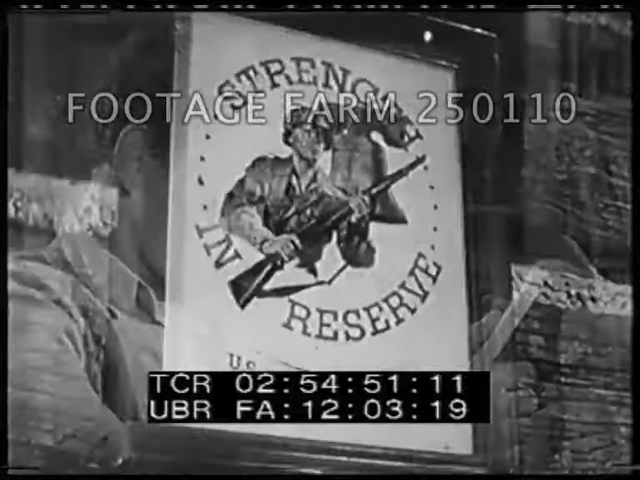 FOOTAGE FARM 250110
STRENGTH
IN
RESERVE
U.S.
TCR 02:54:51:11
UBR FA:12:03:19